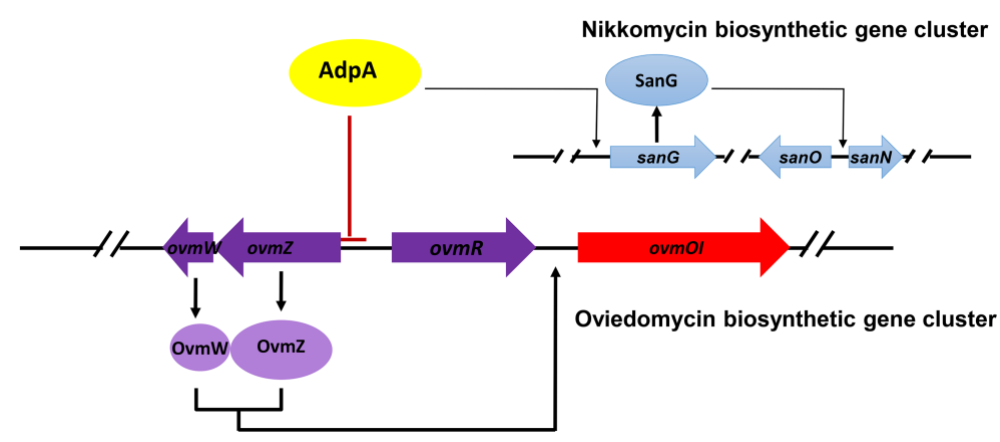 Nikkomycin biosynthetic gene cluster
AdpA
SanG
sanG
sanO
sanN
ovmW
ovmZ
ovmR
ovmOI
OvmW
OvmZ
Oviedomycin biosynthetic gene cluster